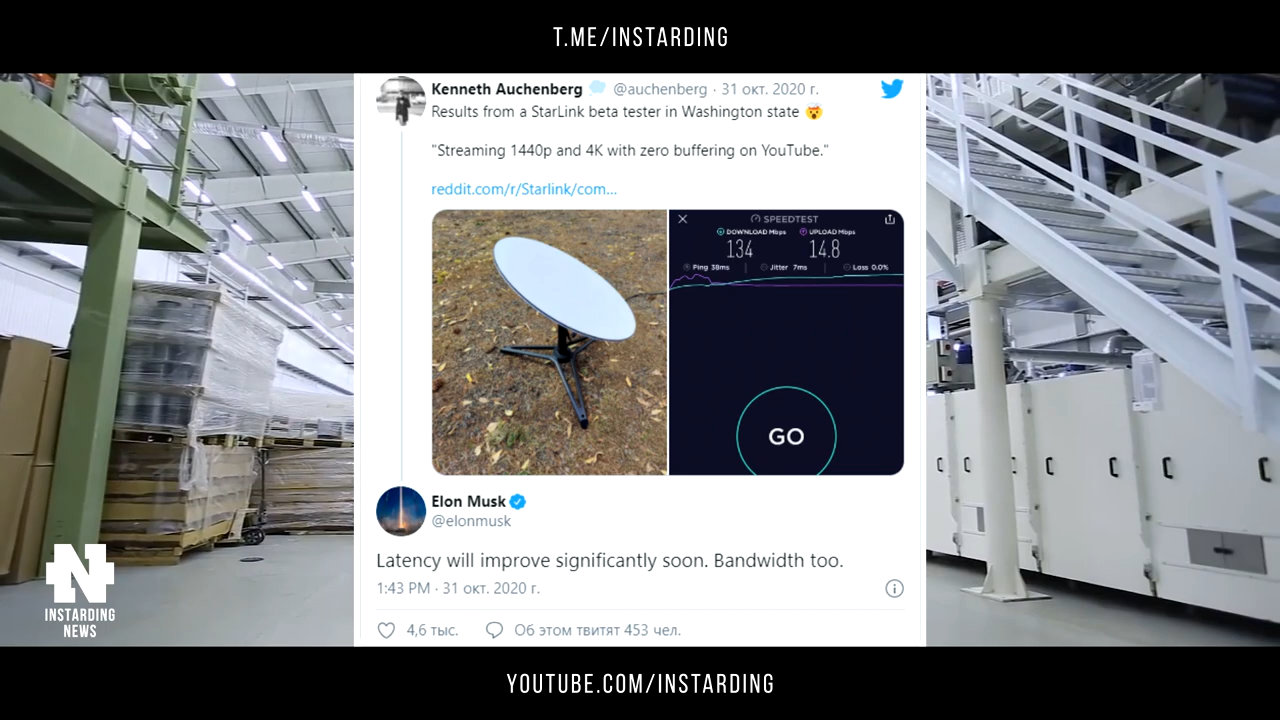 T.ME/INSTARDING
Kenneth Auchenberg @auchenberg · 31 окт. 2020 г.
Results from a StarLink beta tester in Washington state 🤯
"Streaming 1440p and 4K with zero buffering on YouTube."
reddit.com/r/Starlink/com...
SPEEDTEST
DOWNLOAD Mbps UPLOAD Mbps
134 14.8
Ping 38ms Jitter 7ms Loss 0.0%
GO
Elon Musk
@elonmusk
Latency will improve significantly soon. Bandwidth too.
1:43 PM · 31 окт. 2020 г.
4,6 тыс. Об этом твитят 453 чел.
N
INSTARDING
NEWS
YOUTUBE.COM/INSTARDING